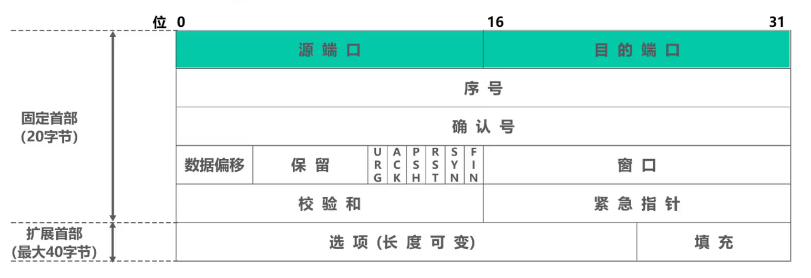 位 0 16 31
源 端 口 目 的 端 口
序 号
固定首部
(20字节)
确 认 号
数据偏移 保 留 URG ACK PSH RST SYN FIN 窗 口
校 验 和 紧 急 指 针
扩展首部
(最大40字节)
选 项 (长 度 可 变) 填 充